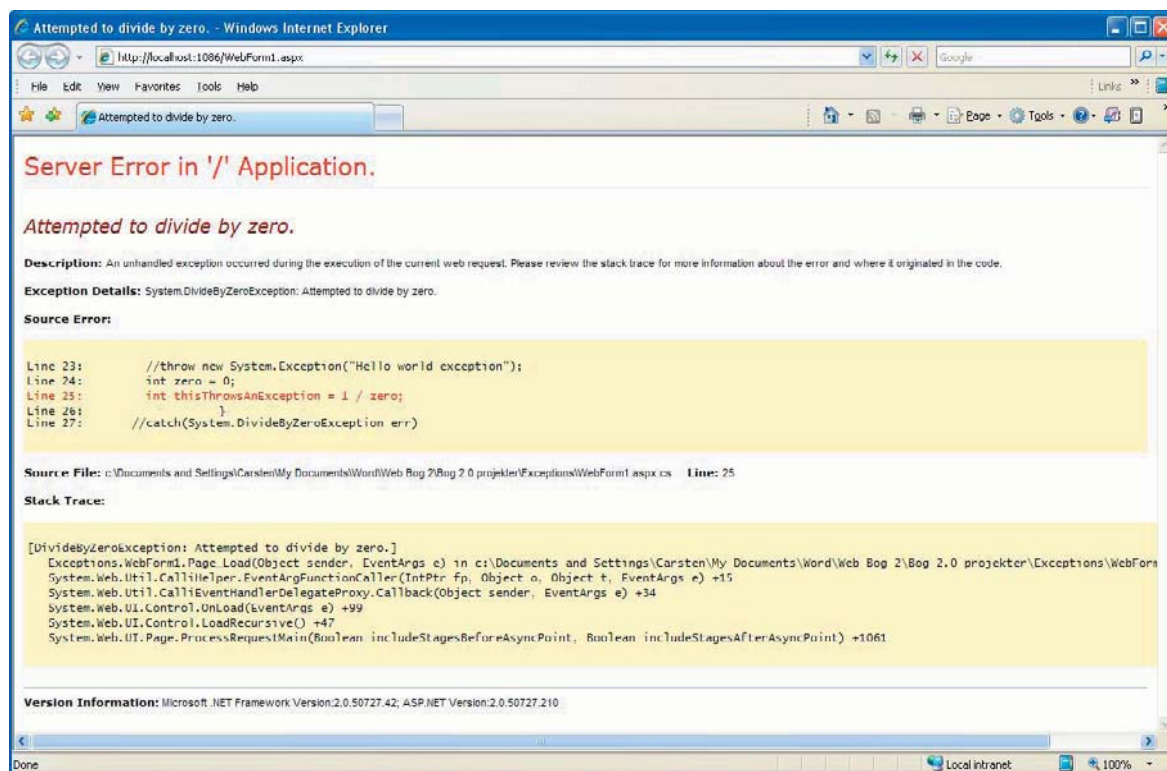 Attempted to divide by zero. - Windows Internet Explorer
http://localhost:1086/WebForm1.aspx
Google
File Edit View Favorites Tools Help
Links »
Attempted to divide by zero.
Page Tools
Server Error in '/' Application.
Attempted to divide by zero.
Description: An unhandled exception occurred during the execution of the current web request. Please review the stack trace for more information about the error and where it originated in the code.
Exception Details: System.DivideByZeroException: Attempted to divide by zero.
Source Error:
Line 23: //throw new System.Exception("Hello world exception");
Line 24: int zero = 0;
Line 25: int thisThrowsAnException = 1 / zero;
Line 26: }
Line 27: //catch(System.DivideByZeroException err)
Source File: c:\Documents and Settings\Carsten\My Documents\Word\Web Bog 2\Bog 2.0 projekter\Exceptions\WebForm1.aspx.cs Line: 25
Stack Trace:
[DivideByZeroException: Attempted to divide by zero.]
Exceptions.WebForm1.Page_Load(Object sender, EventArgs e) in c:\Documents and Settings\Carsten\My Documents\Word\Web Bog 2\Bog 2.0 projekter\Exceptions\WebForm
System.Web.Util.CalliHelper.EventArgFunctionCaller(IntPtr fp, Object o, Object t, EventArgs e) +15
System.Web.Util.CalliEventHandlerDelegateProxy.Callback(Object sender, EventArgs e) +34
System.Web.UI.Control.OnLoad(EventArgs e) +99
System.Web.UI.Control.LoadRecursive() +47
System.Web.UI.Page.ProcessRequestMain(Boolean includeStagesBeforeAsyncPoint, Boolean includeStagesAfterAsyncPoint) +1061
Version Information: Microsoft .NET Framework Version:2.0.50727.42; ASP.NET Version:2.0.50727.210
Done
Local intranet
100%